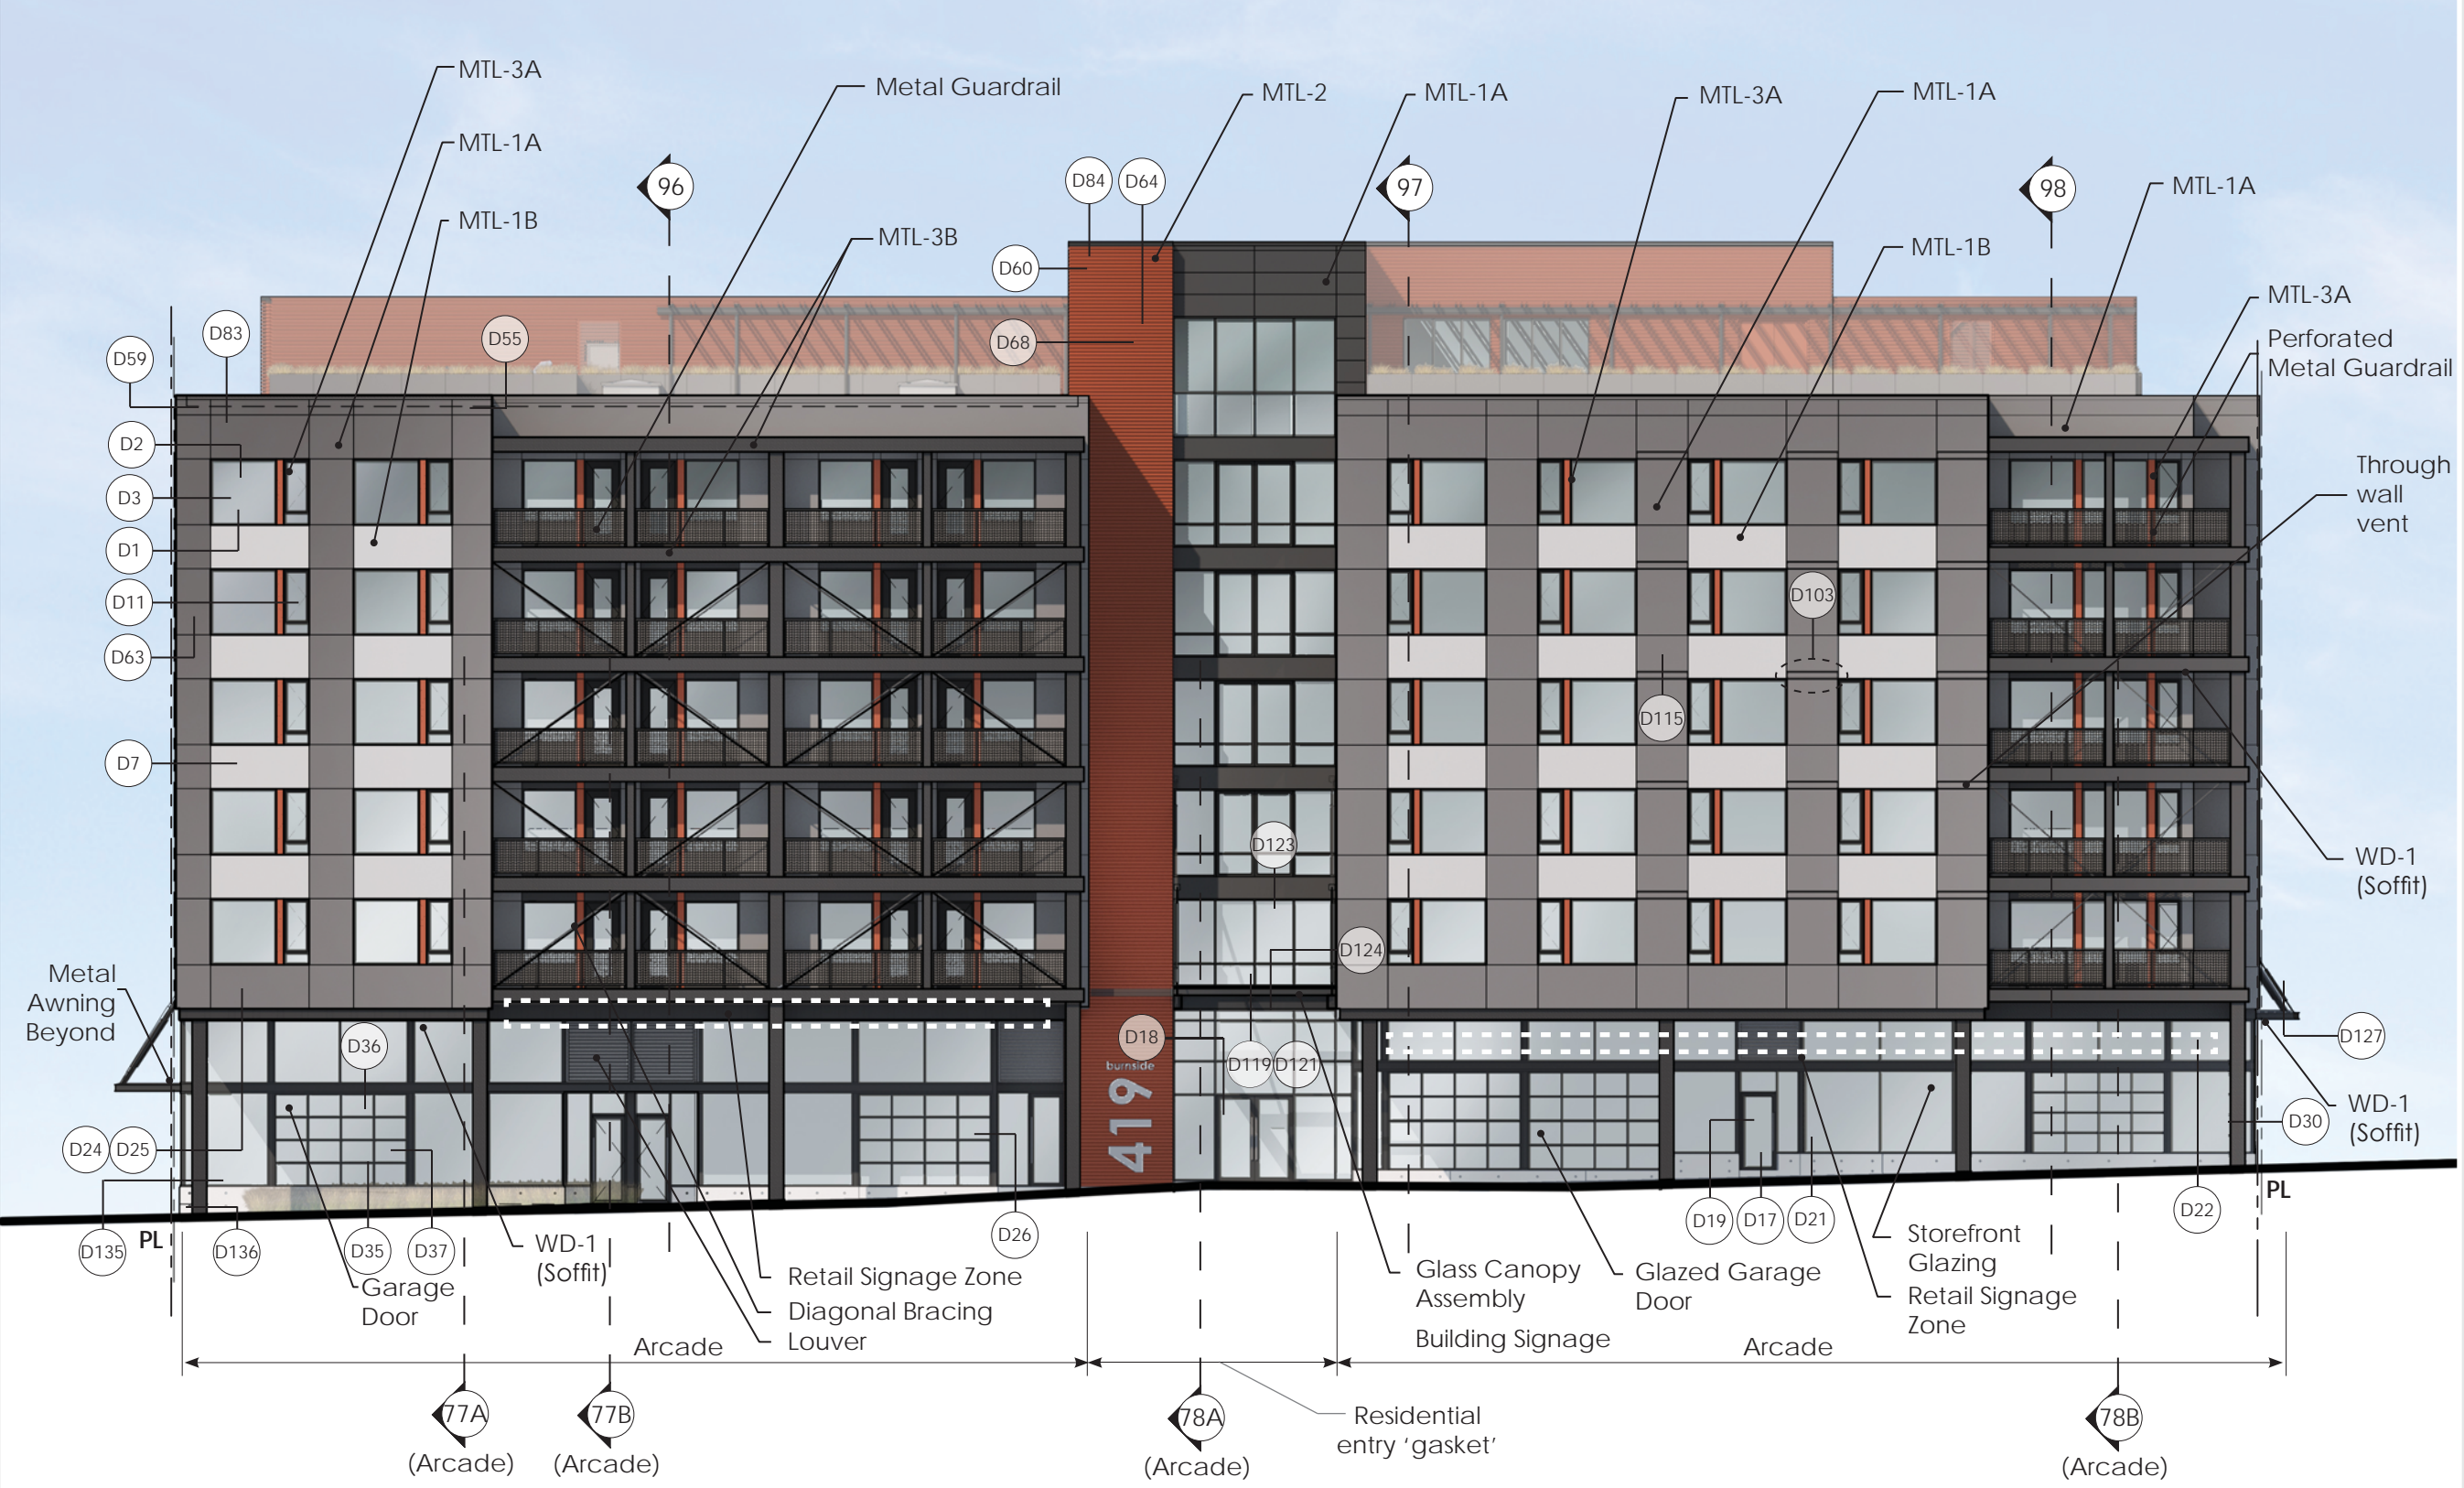 MTL-3A
Metal Guardrail
MTL-2
MTL-1A
MTL-3A
MTL-1A
MTL-1A
96
D84
D64
97
98
MTL-1A
MTL-1B
MTL-3B
MTL-1B
D60
MTL-3A
D83
D55
D68
Perforated
Metal Guardrail
D59
D2
Through
wall
vent
D3
D1
D11
D103
D63
D115
D7
D123
WD-1
(Soffit)
D124
Metal
Awning
Beyond
D36
D18
D119
D121
D127
burnside
419
WD-1
(Soffit)
D24
D25
D30
PL
D135
PL
D136
D35
D37
D26
D19
D17
D21
D22
WD-1
(Soffit)
Garage
Door
Retail Signage Zone
Diagonal Bracing
Louver
Glass Canopy
Assembly
Building Signage
Glazed Garage
Door
Storefront
Glazing
Retail Signage
Zone
Arcade
Arcade
77A
(Arcade)
77B
(Arcade)
78A
(Arcade)
Residential
entry ‘gasket’
78B
(Arcade)